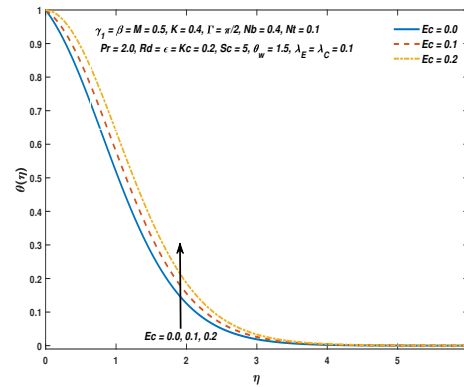 γ₁ = β = M = 0.5, K = 0.4, Γ = π/2, Nb = 0.4, Nt = 0.1
Pr = 2.0, Rd = ϵ = Kc = 0.2, Sc = 5, θ_w = 1.5, λ_E = λ_C = 0.1
Ec = 0.0
Ec = 0.1
Ec = 0.2
θ(η)
1
0.9
0.8
0.7
0.6
0.5
0.4
0.3
0.2
0.1
0
Ec = 0.0, 0.1, 0.2
0 1 2 3 4 5
η